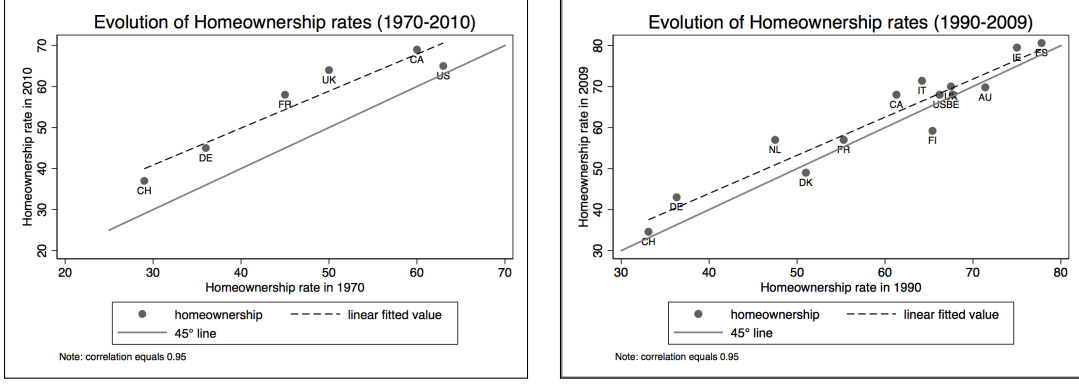 Evolution of Homeownership rates (1970-2010)
Homeownership rate in 2010
70
60
50
40
30
20
CA
US
UK
FR
DE
CH
20 30 40 50 60 70
Homeownership rate in 1970
homeownership linear fitted value
45° line
Note: correlation equals 0.95
Evolution of Homeownership rates (1990-2009)
Homeownership rate in 2009
80
70
60
50
40
30
IE ES
IT
CA US UK BE AU
FI
NL FR
DK
DE
CH
30 40 50 60 70 80
Homeownership rate in 1990
homeownership linear fitted value
45° line
Note: correlation equals 0.95